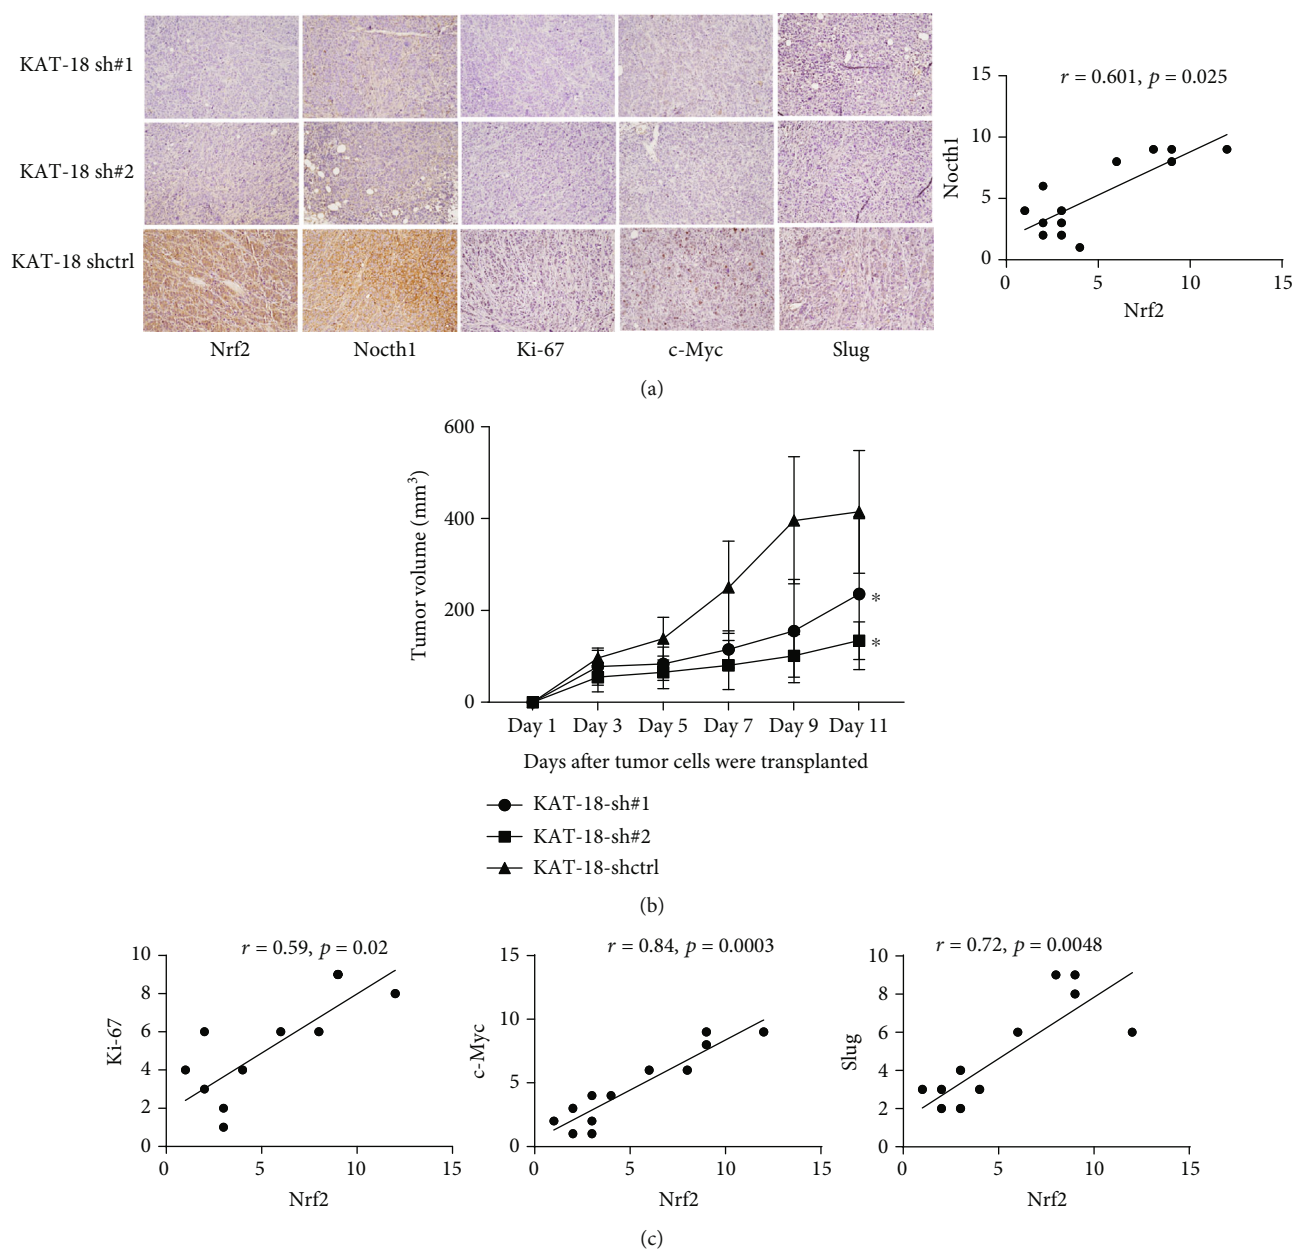 KAT-18 sh#1
KAT-18 sh#2
KAT-18 shctrl
Nrf2 Nocth1 Ki-67 c-Myc Slug
r = 0.601, p = 0.025
15
10
5
0
Nocth1
0 5 10 15
Nrf2
(a)
600
400
200
0
Tumor volume (mm³)
Day 1 Day 3 Day 5 Day 7 Day 9 Day 11
*
*
Days after tumor cells were transplanted
KAT-18-sh#1
KAT-18-sh#2
KAT-18-shctrl
(b)
r = 0.59, p = 0.02
10
8
6
4
2
0
Ki-67
0 5 10 15
Nrf2
r = 0.84, p = 0.0003
15
10
5
0
c-Myc
0 5 10 15
Nrf2
r = 0.72, p = 0.0048
10
8
6
4
2
0
Slug
0 5 10 15
Nrf2
(c)